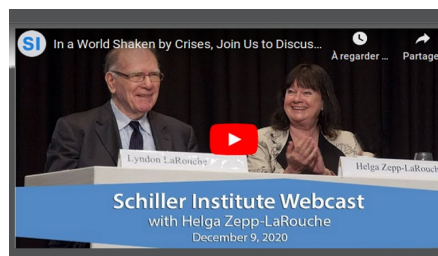 SI
In a World Shaken by Crises, Join Us to Discus...
À regarder ...
Partage
Lyndon LaRouche
Helga Zepp-LaRouch
Schiller Institute Webcast
with Helga Zepp-LaRouche
December 9, 2020